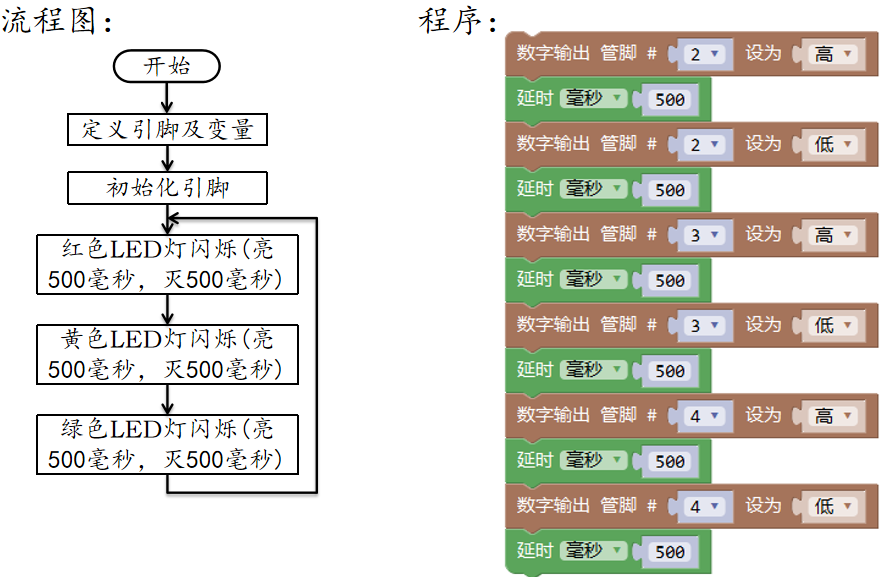 流程图：
开始
定义引脚及变量
初始化引脚
红色LED灯闪烁(亮
500毫秒，灭500毫秒)
黄色LED灯闪烁(亮
500毫秒，灭500毫秒)
绿色LED灯闪烁(亮
500毫秒，灭500毫秒)
程序：
数字输出 管脚 # 2 设为 高
延时 毫秒 500
数字输出 管脚 # 2 设为 低
延时 毫秒 500
数字输出 管脚 # 3 设为 高
延时 毫秒 500
数字输出 管脚 # 3 设为 低
延时 毫秒 500
数字输出 管脚 # 4 设为 高
延时 毫秒 500
数字输出 管脚 # 4 设为 低
延时 毫秒 500